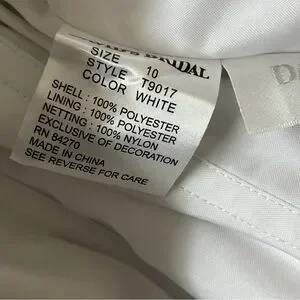 BRIDAL
SIZE 10
STYLE T9017
COLOR WHITE
SHELL: 100% POLYESTER
LINING: 100% POLYESTER
NETTING: 100% NYLON
EXCLUSIVE OF DECORATION
RN 84270
MADE IN CHINA
SEE REVERSE FOR CARE
D